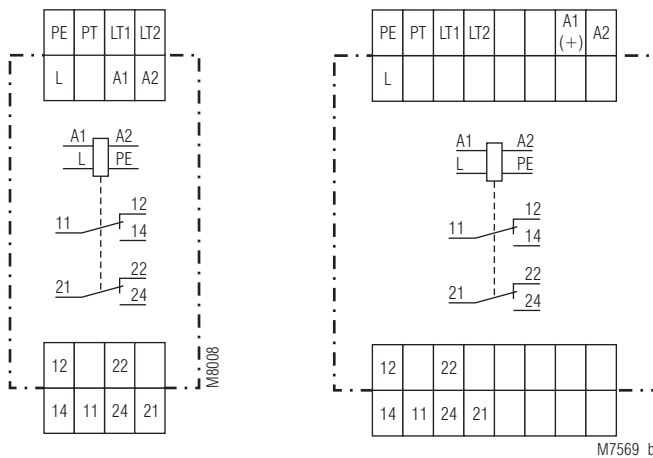 PE PT LT1 LT2
L A1 A2
A1 A2
L PE
11 12
14
21 22
24
12 22
14 11 24 21
M8008
PE PT LT1 LT2 A1 (+) A2
L
A1 A2
L PE
11 12
14
21 22
24
12 22
14 11 24 21
M7569_b